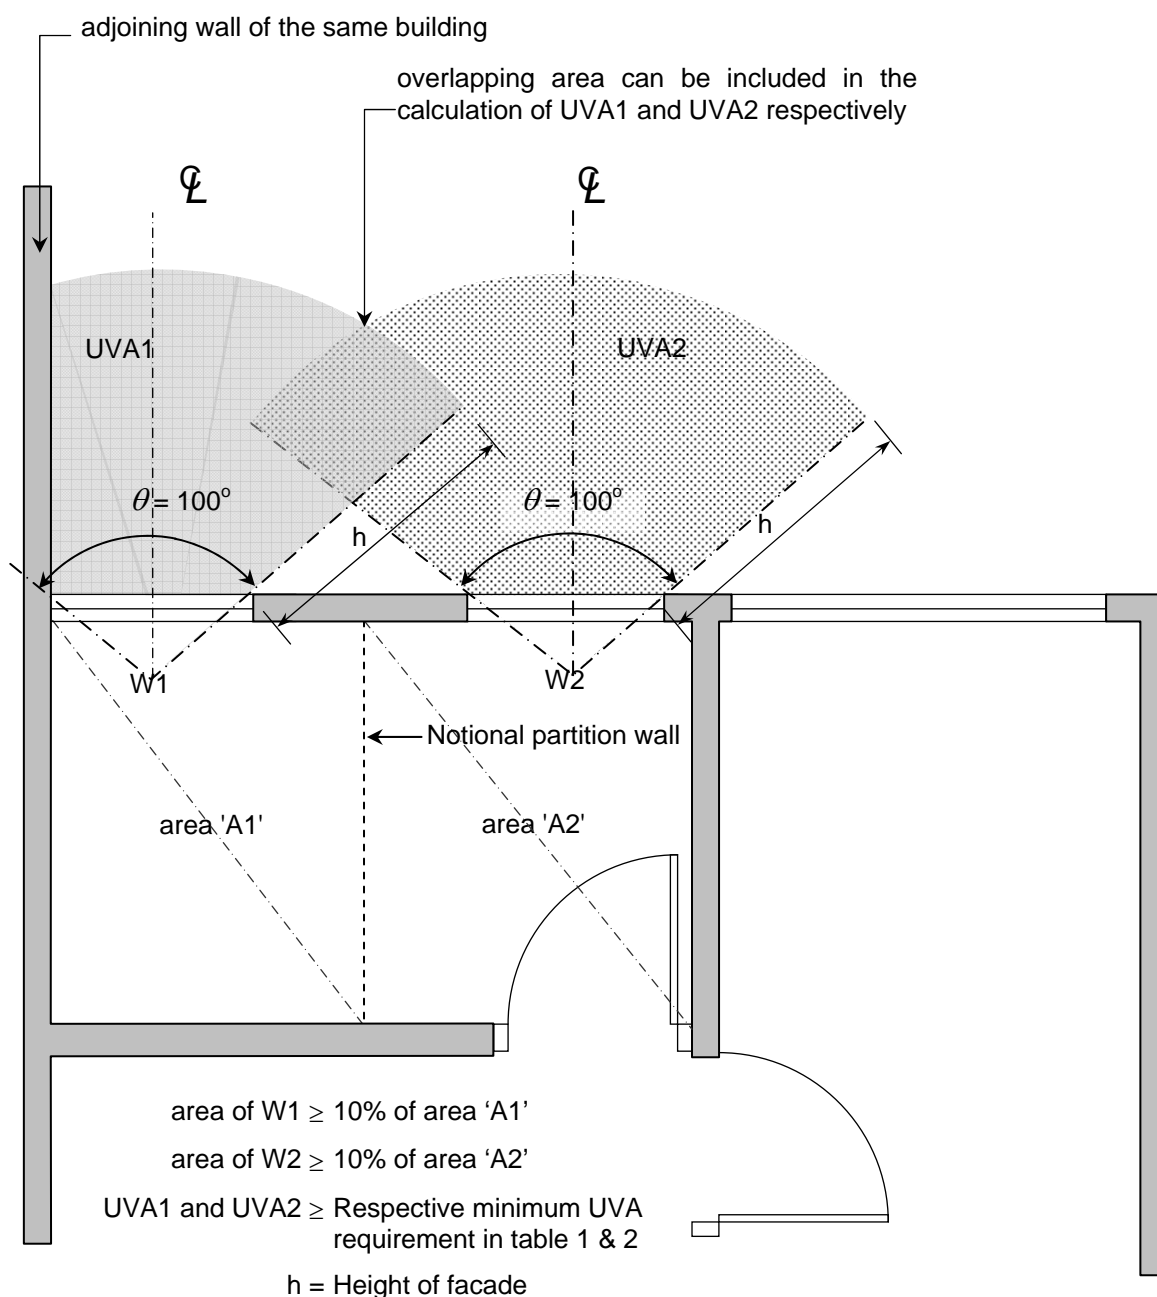 adjoining wall of the same building
overlapping area can be included in the
calculation of UVA1 and UVA2 respectively
℄ ℄
UVA1 UVA2
θ = 100° θ = 100°
h h
W1 W2
Notional partition wall
area 'A1' area 'A2'
area of W1 ≥ 10% of area ‘A1’
area of W2 ≥ 10% of area ‘A2’
UVA1 and UVA2 ≥ Respective minimum UVA
requirement in table 1 & 2
h = Height of facade